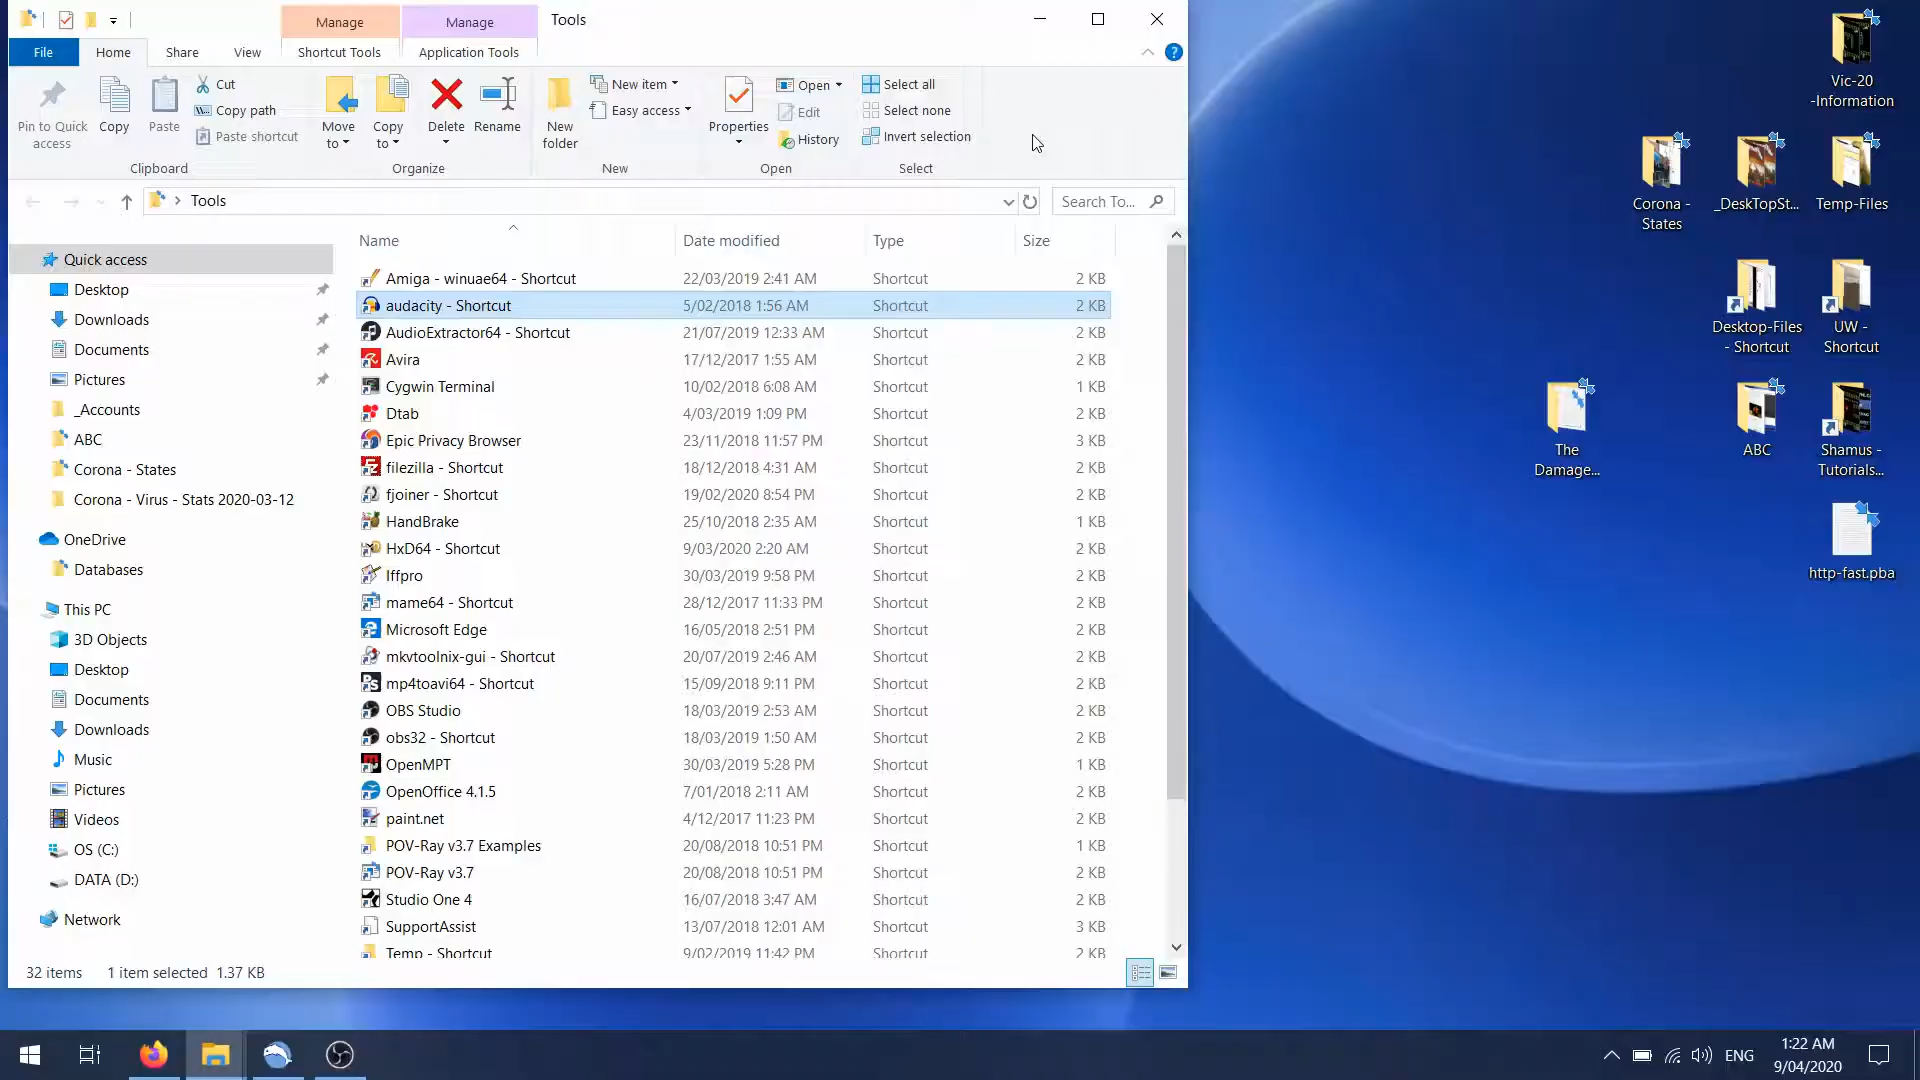 Manage
Manage
Tools
File
Home
Share
View
Shortcut Tools
Application Tools
Pin to Quick
access
Copy
Paste
Cut
Copy path
Paste shortcut
Move
to
Copy
to
Delete
Rename
New
folder
New item
Easy access
Properties
Open
Edit
History
Select all
Select none
Invert selection
Clipboard
Organize
New
Open
Select
Tools
Search To...
Quick access
Desktop
Downloads
Documents
Pictures
_Accounts
ABC
Corona - States
Corona - Virus - Stats 2020-03-12
OneDrive
Databases
This PC
3D Objects
Desktop
Documents
Downloads
Music
Pictures
Videos
OS (C:)
DATA (D:)
Network
Name Date modified Type Size
Amiga - winuae64 - Shortcut 22/03/2019 2:41 AM Shortcut 2 KB
audacity - Shortcut 5/02/2018 1:56 AM Shortcut 2 KB
AudioExtractor64 - Shortcut 21/07/2019 12:33 AM Shortcut 2 KB
Avira 17/12/2017 1:55 AM Shortcut 2 KB
Cygwin Terminal 10/02/2018 6:08 AM Shortcut 1 KB
Dtab 4/03/2019 1:09 PM Shortcut 2 KB
Epic Privacy Browser 23/11/2018 11:57 PM Shortcut 3 KB
filezilla - Shortcut 18/12/2018 4:31 AM Shortcut 2 KB
fjoiner - Shortcut 19/02/2020 8:54 PM Shortcut 2 KB
HandBrake 25/10/2018 2:35 AM Shortcut 1 KB
HxD64 - Shortcut 9/03/2020 2:20 AM Shortcut 2 KB
Iffpro 30/03/2019 9:58 PM Shortcut 2 KB
mame64 - Shortcut 28/12/2017 11:33 PM Shortcut 2 KB
Microsoft Edge 16/05/2018 2:51 PM Shortcut 2 KB
mkvtoolnix-gui - Shortcut 20/07/2019 2:46 AM Shortcut 2 KB
mp4toavi64 - Shortcut 15/09/2018 9:11 PM Shortcut 2 KB
OBS Studio 18/03/2019 2:53 AM Shortcut 2 KB
obs32 - Shortcut 18/03/2019 1:50 AM Shortcut 2 KB
OpenMPT 30/03/2019 5:28 PM Shortcut 1 KB
OpenOffice 4.1.5 7/01/2018 2:11 AM Shortcut 2 KB
paint.net 4/12/2017 11:23 PM Shortcut 2 KB
POV-Ray v3.7 Examples 20/08/2018 10:51 PM Shortcut 1 KB
POV-Ray v3.7 20/08/2018 10:51 PM Shortcut 2 KB
Studio One 4 16/07/2018 3:47 AM Shortcut 2 KB
SupportAssist 13/07/2018 12:01 AM Shortcut 3 KB
Temp - Shortcut 9/02/2019 11:42 PM Shortcut 2 KB
32 items 1 item selected 1.37 KB
Vic-20
-Information
Corona -
States
_DeskTopSt...
Temp-Files
Desktop-Files
- Shortcut
UW -
Shortcut
The
Damage...
ABC
Shamus -
Tutorials...
http-fast.pba
ENG
1:22 AM
9/04/2020